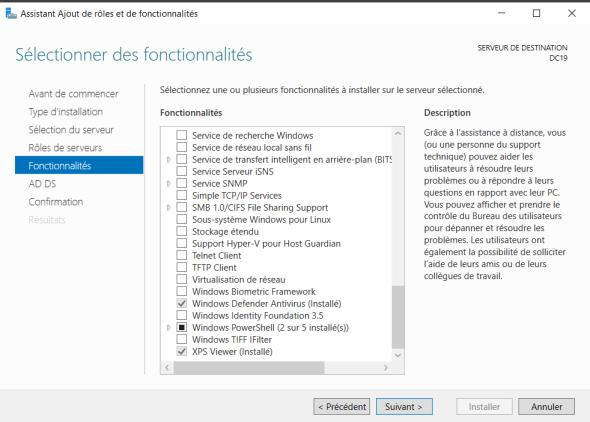 Assistant Ajout de rôles et de fonctionnalités
Sélectionner des fonctionnalités
SERVEUR DE DESTINATION
DC19
Avant de commencer
Type d'installation
Sélection du serveur
Rôles de serveurs
Fonctionnalités
AD DS
Confirmation
Résultats
Sélectionnez une ou plusieurs fonctionnalités à installer sur le serveur sélectionné.
Fonctionnalités
Service de recherche Windows
Service de réseau local sans fil
Service de transfert intelligent en arrière-plan (BITS
Service Serveur iSNS
Service SNMP
Simple TCP/IP Services
SMB 1.0/CIFS File Sharing Support
Sous-système Windows pour Linux
Stockage étendu
Support Hyper-V pour Host Guardian
Telnet Client
TFTP Client
Virtualisation de réseau
Windows Biometric Framework
Windows Defender Antivirus (Installé)
Windows Identity Foundation 3.5
Windows PowerShell (2 sur 5 installé(s))
Windows TIFF IFilter
XPS Viewer (Installé)
Description
Grâce à l'assistance à distance, vous
(ou une personne du support
technique) pouvez aider les
utilisateurs à résoudre leurs
problèmes ou à répondre à leurs
questions en rapport avec leur PC.
Vous pouvez afficher et prendre le
contrôle du Bureau des utilisateurs
pour dépanner et résoudre les
problèmes. Les utilisateurs ont
également la possibilité de solliciter
l'aide de leurs amis ou de leurs
collègues de travail.
< Précédent
Suivant >
Installer
Annuler